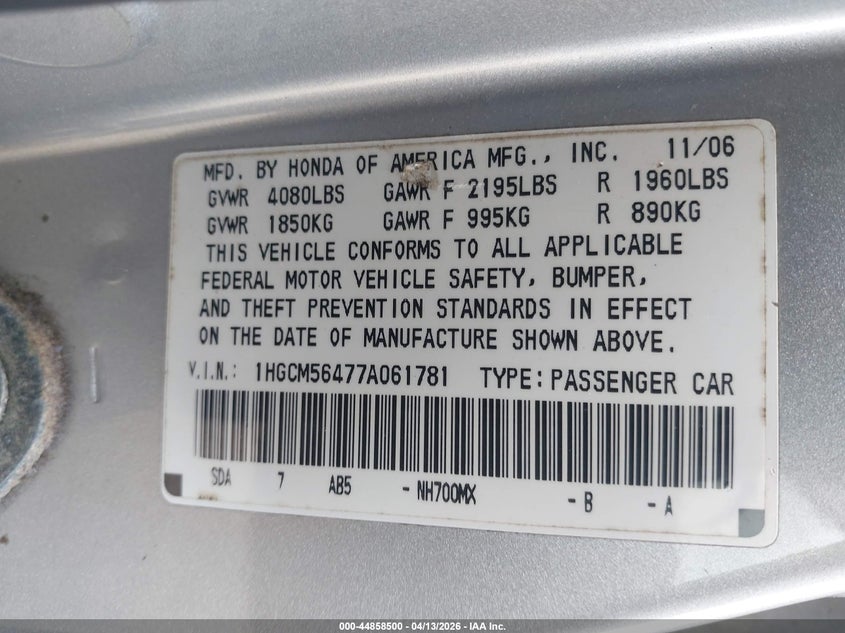 MFD. BY HONDA OF AMERICA MFG., INC. 11/06
GVWR 4080LBS GAWR F 2195LBS R 1960LBS
GVWR 1850KG GAWR F 995KG R 890KG
THIS VEHICLE CONFORMS TO ALL APPLICABLE
FEDERAL MOTOR VEHICLE SAFETY, BUMPER,
AND THEFT PREVENTION STANDARDS IN EFFECT
ON THE DATE OF MANUFACTURE SHOWN ABOVE.
V.I.N.: 1HGCM56477A061781 TYPE: PASSENGER CAR
SDA 7 AB5 - NH700MX - B - A
000-44858500 - 04/13/2026 - IAA Inc.